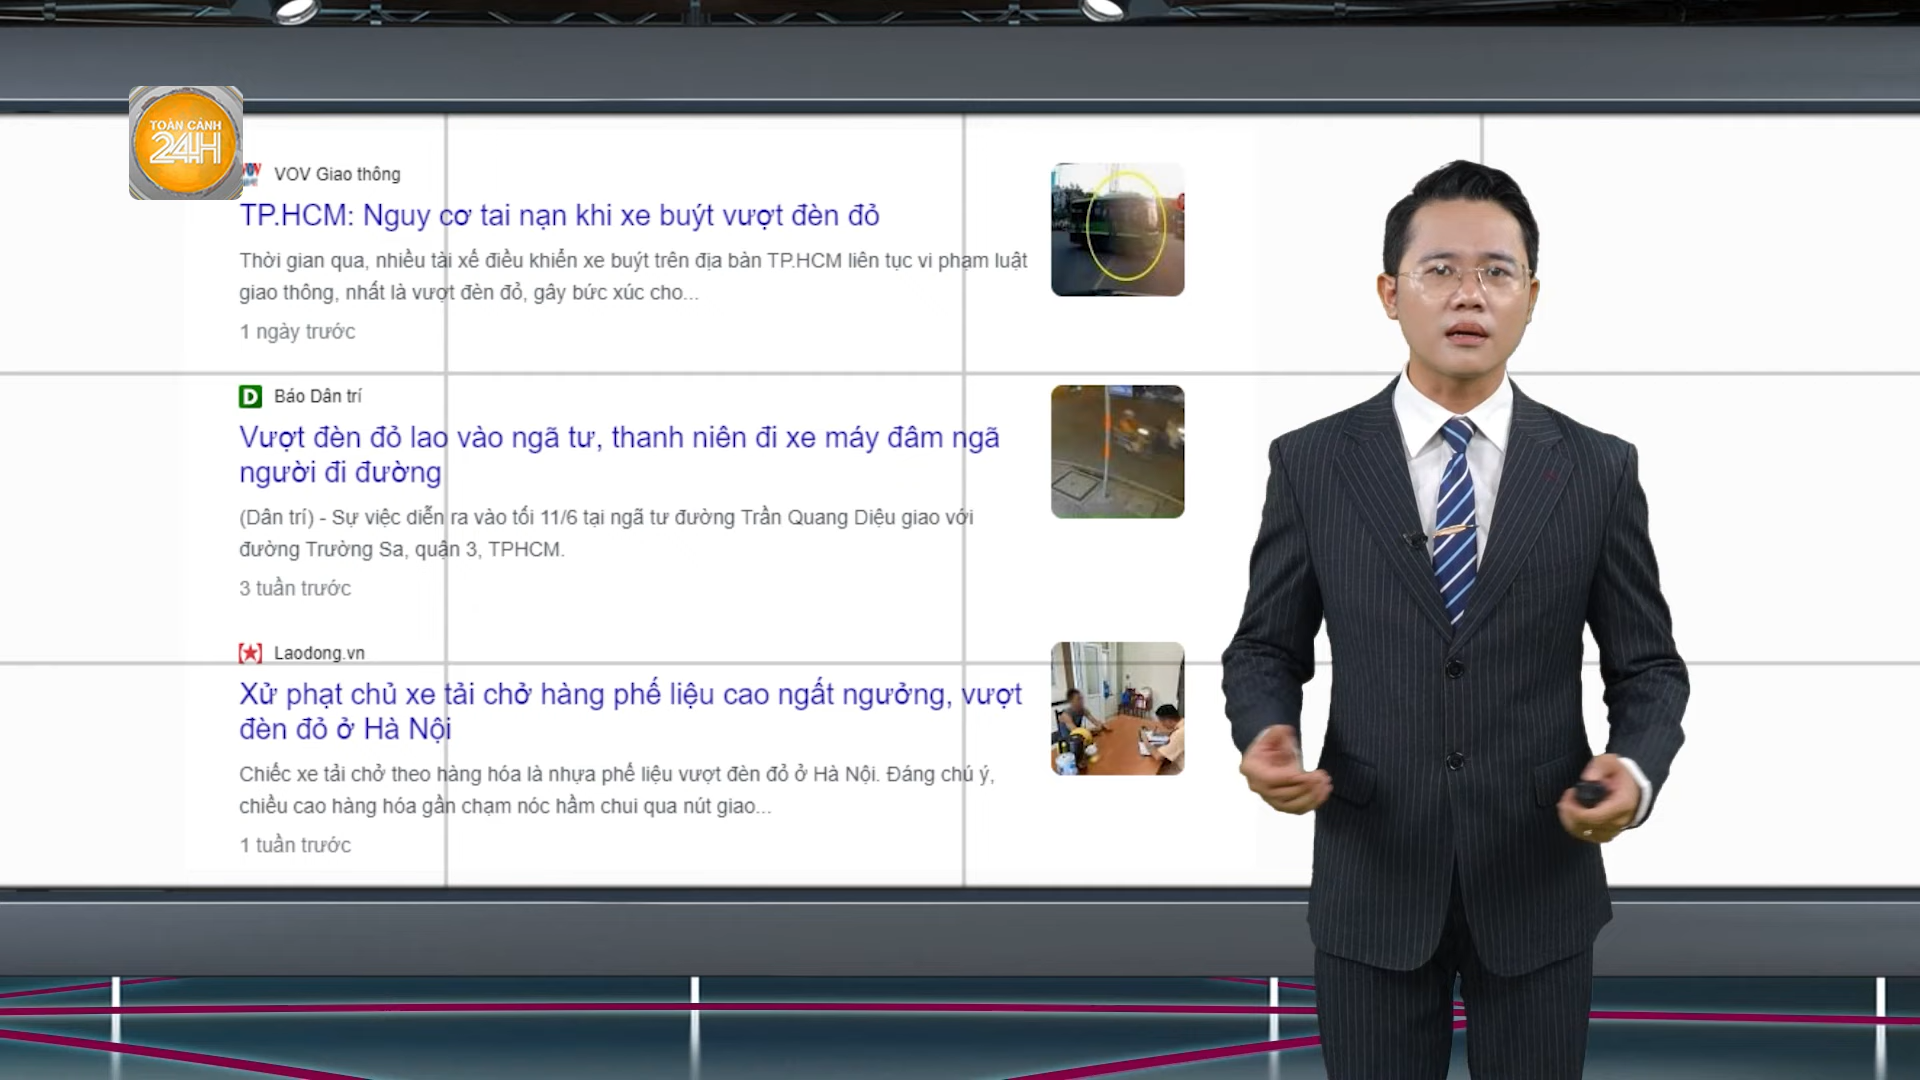 TOÀN CẢNH
24H
VOV Giao thông
TP.HCM: Nguy cơ tai nạn khi xe buýt vượt đèn đỏ
Thời gian qua, nhiều tài xế điều khiển xe buýt trên địa bàn TP.HCM liên tục vi phạm luật
giao thông, nhất là vượt đèn đỏ, gây bức xúc cho...
1 ngày trước
D Báo Dân trí
Vượt đèn đỏ lao vào ngã tư, thanh niên đi xe máy đâm ngã
người đi đường
(Dân trí) - Sự việc diễn ra vào tối 11/6 tại ngã tư đường Trần Quang Diệu giao với
đường Trường Sa, quận 3, TPHCM.
3 tuần trước
Laodong.vn
Xử phạt chủ xe tải chở hàng phế liệu cao ngất ngưởng, vượt
đèn đỏ ở Hà Nội
Chiếc xe tải chở theo hàng hóa là nhựa phế liệu vượt đèn đỏ ở Hà Nội. Đáng chú ý,
chiều cao hàng hóa gần chạm nóc hầm chui qua nút giao...
1 tuần trước